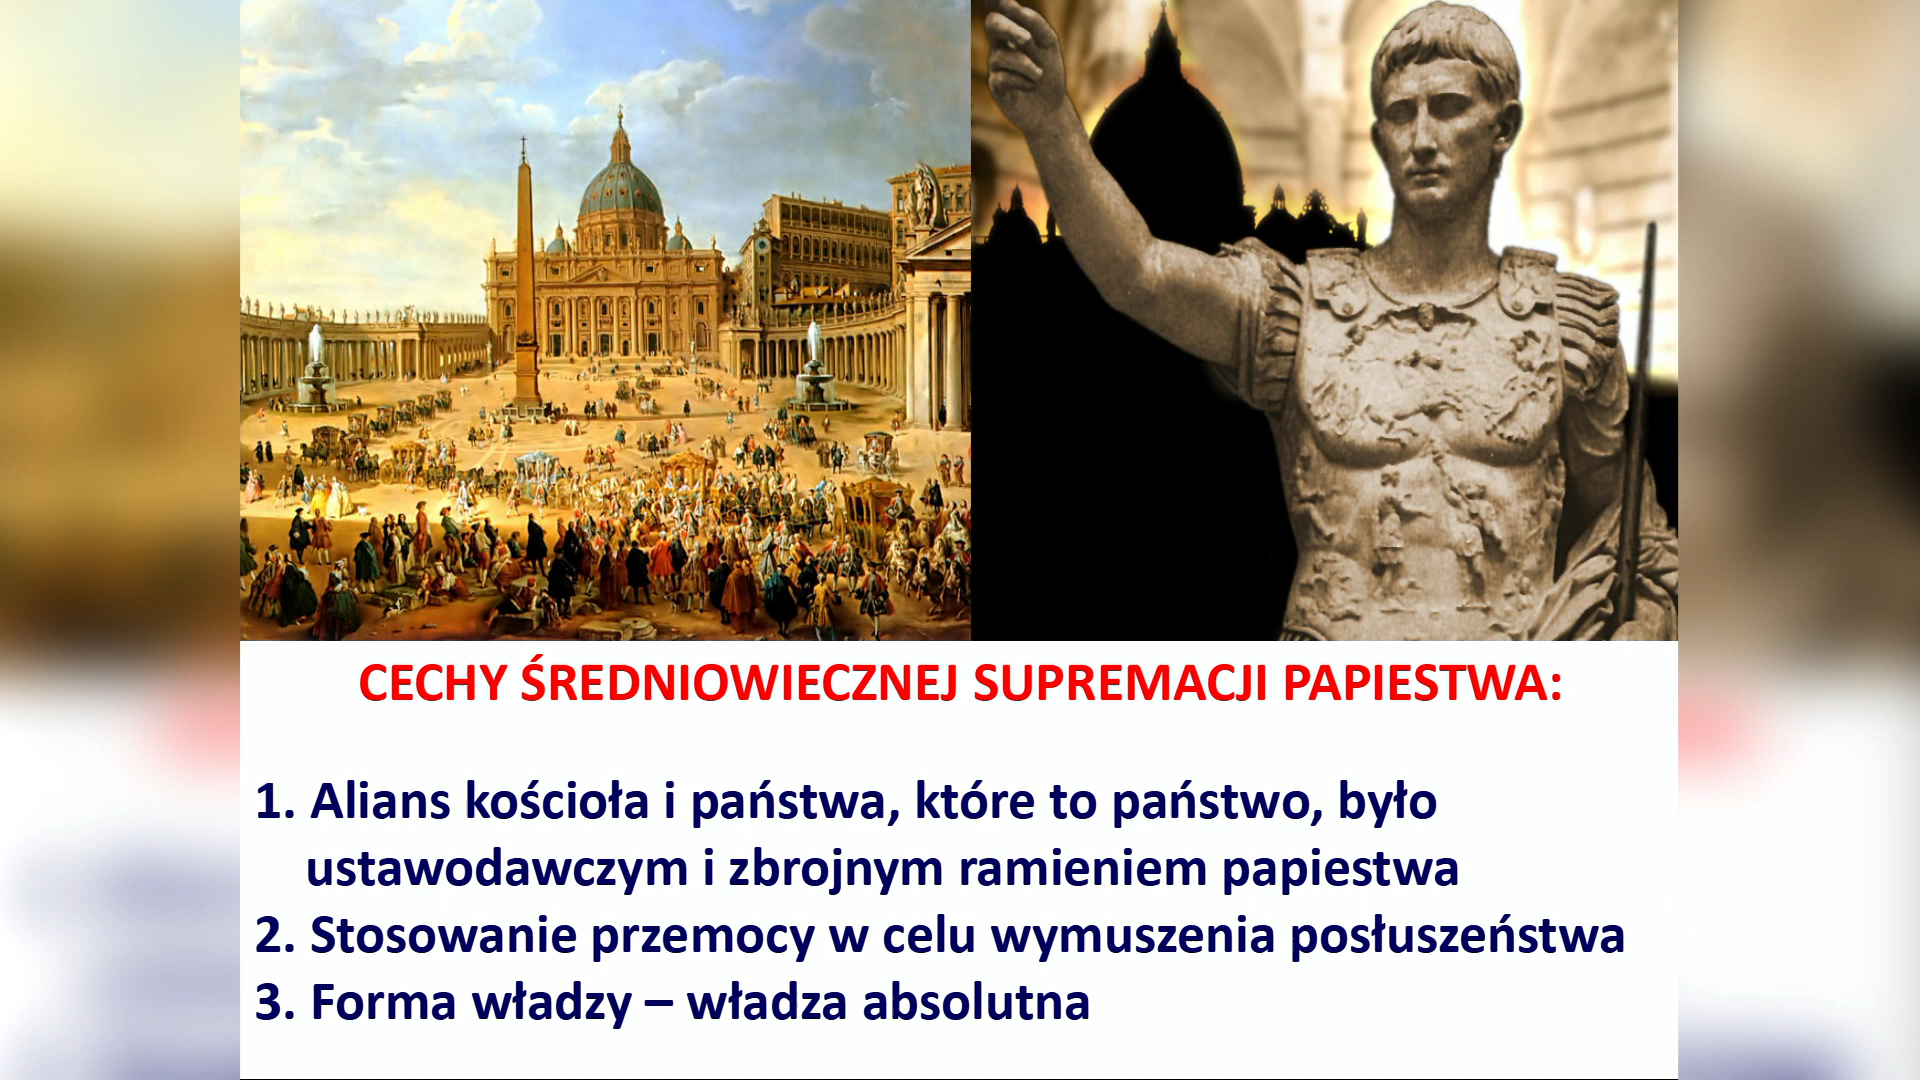 CECHY ŚREDNIOWIECZNEJ SUPREMACJI PAPIESTWA:
1. Alians kościoła i państwa, które to państwo, było
ustawodawczym i zbrojnym ramieniem papiestwa
2. Stosowanie przemocy w celu wymuszenia posłuszeństwa
3. Forma władzy – władza absolutna